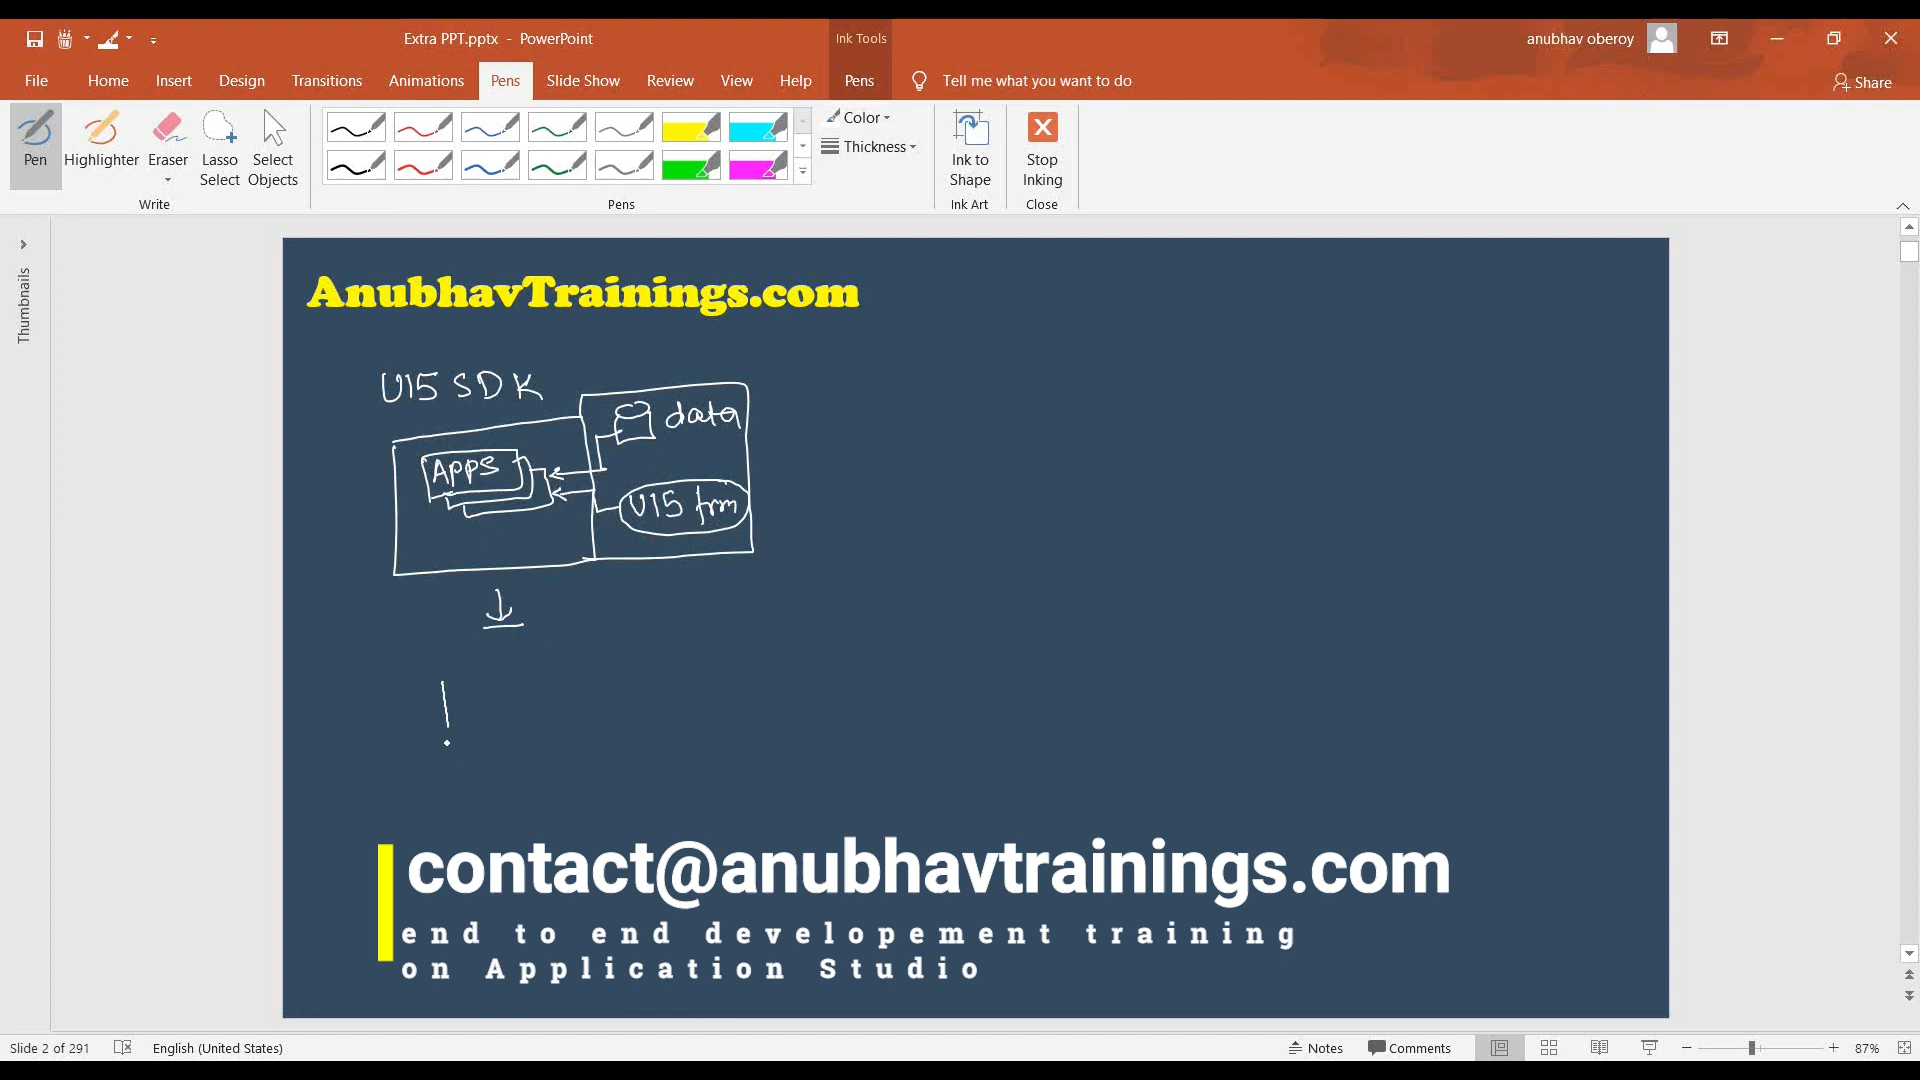 Extra PPT.pptx - PowerPoint
Ink Tools
anubhav oberoy
File Home Insert Design Transitions Animations Pens Slide Show Review View Help Pens Tell me what you want to do Share
Pen Highlighter Eraser Lasso Select Select Objects
Color
Thickness
Ink to Shape
Stop Inking
Write Pens Ink Art Close
Thumbnails
AnubhavTrainings.com
UI5 SDK
data
Apps
UI5 frm
contact@anubhavtrainings.com
end to end developement training
on Application Studio
Slide 2 of 291 English (United States) Notes Comments 87%